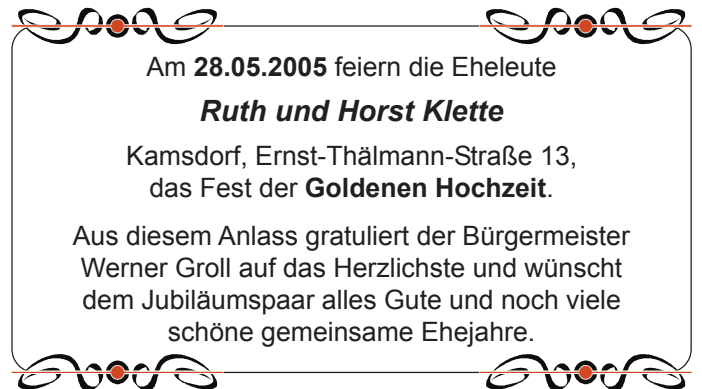 Am 28.05.2005 feiern die Eheleute
Ruth und Horst Klette
Kamsdorf, Ernst-Thälmann-Straße 13,
das Fest der Goldenen Hochzeit.
Aus diesem Anlass gratuliert der Bürgermeister
Werner Groll auf das Herzlichste und wünscht
dem Jubiläumspaar alles Gute und noch viele
schöne gemeinsame Ehejahre.